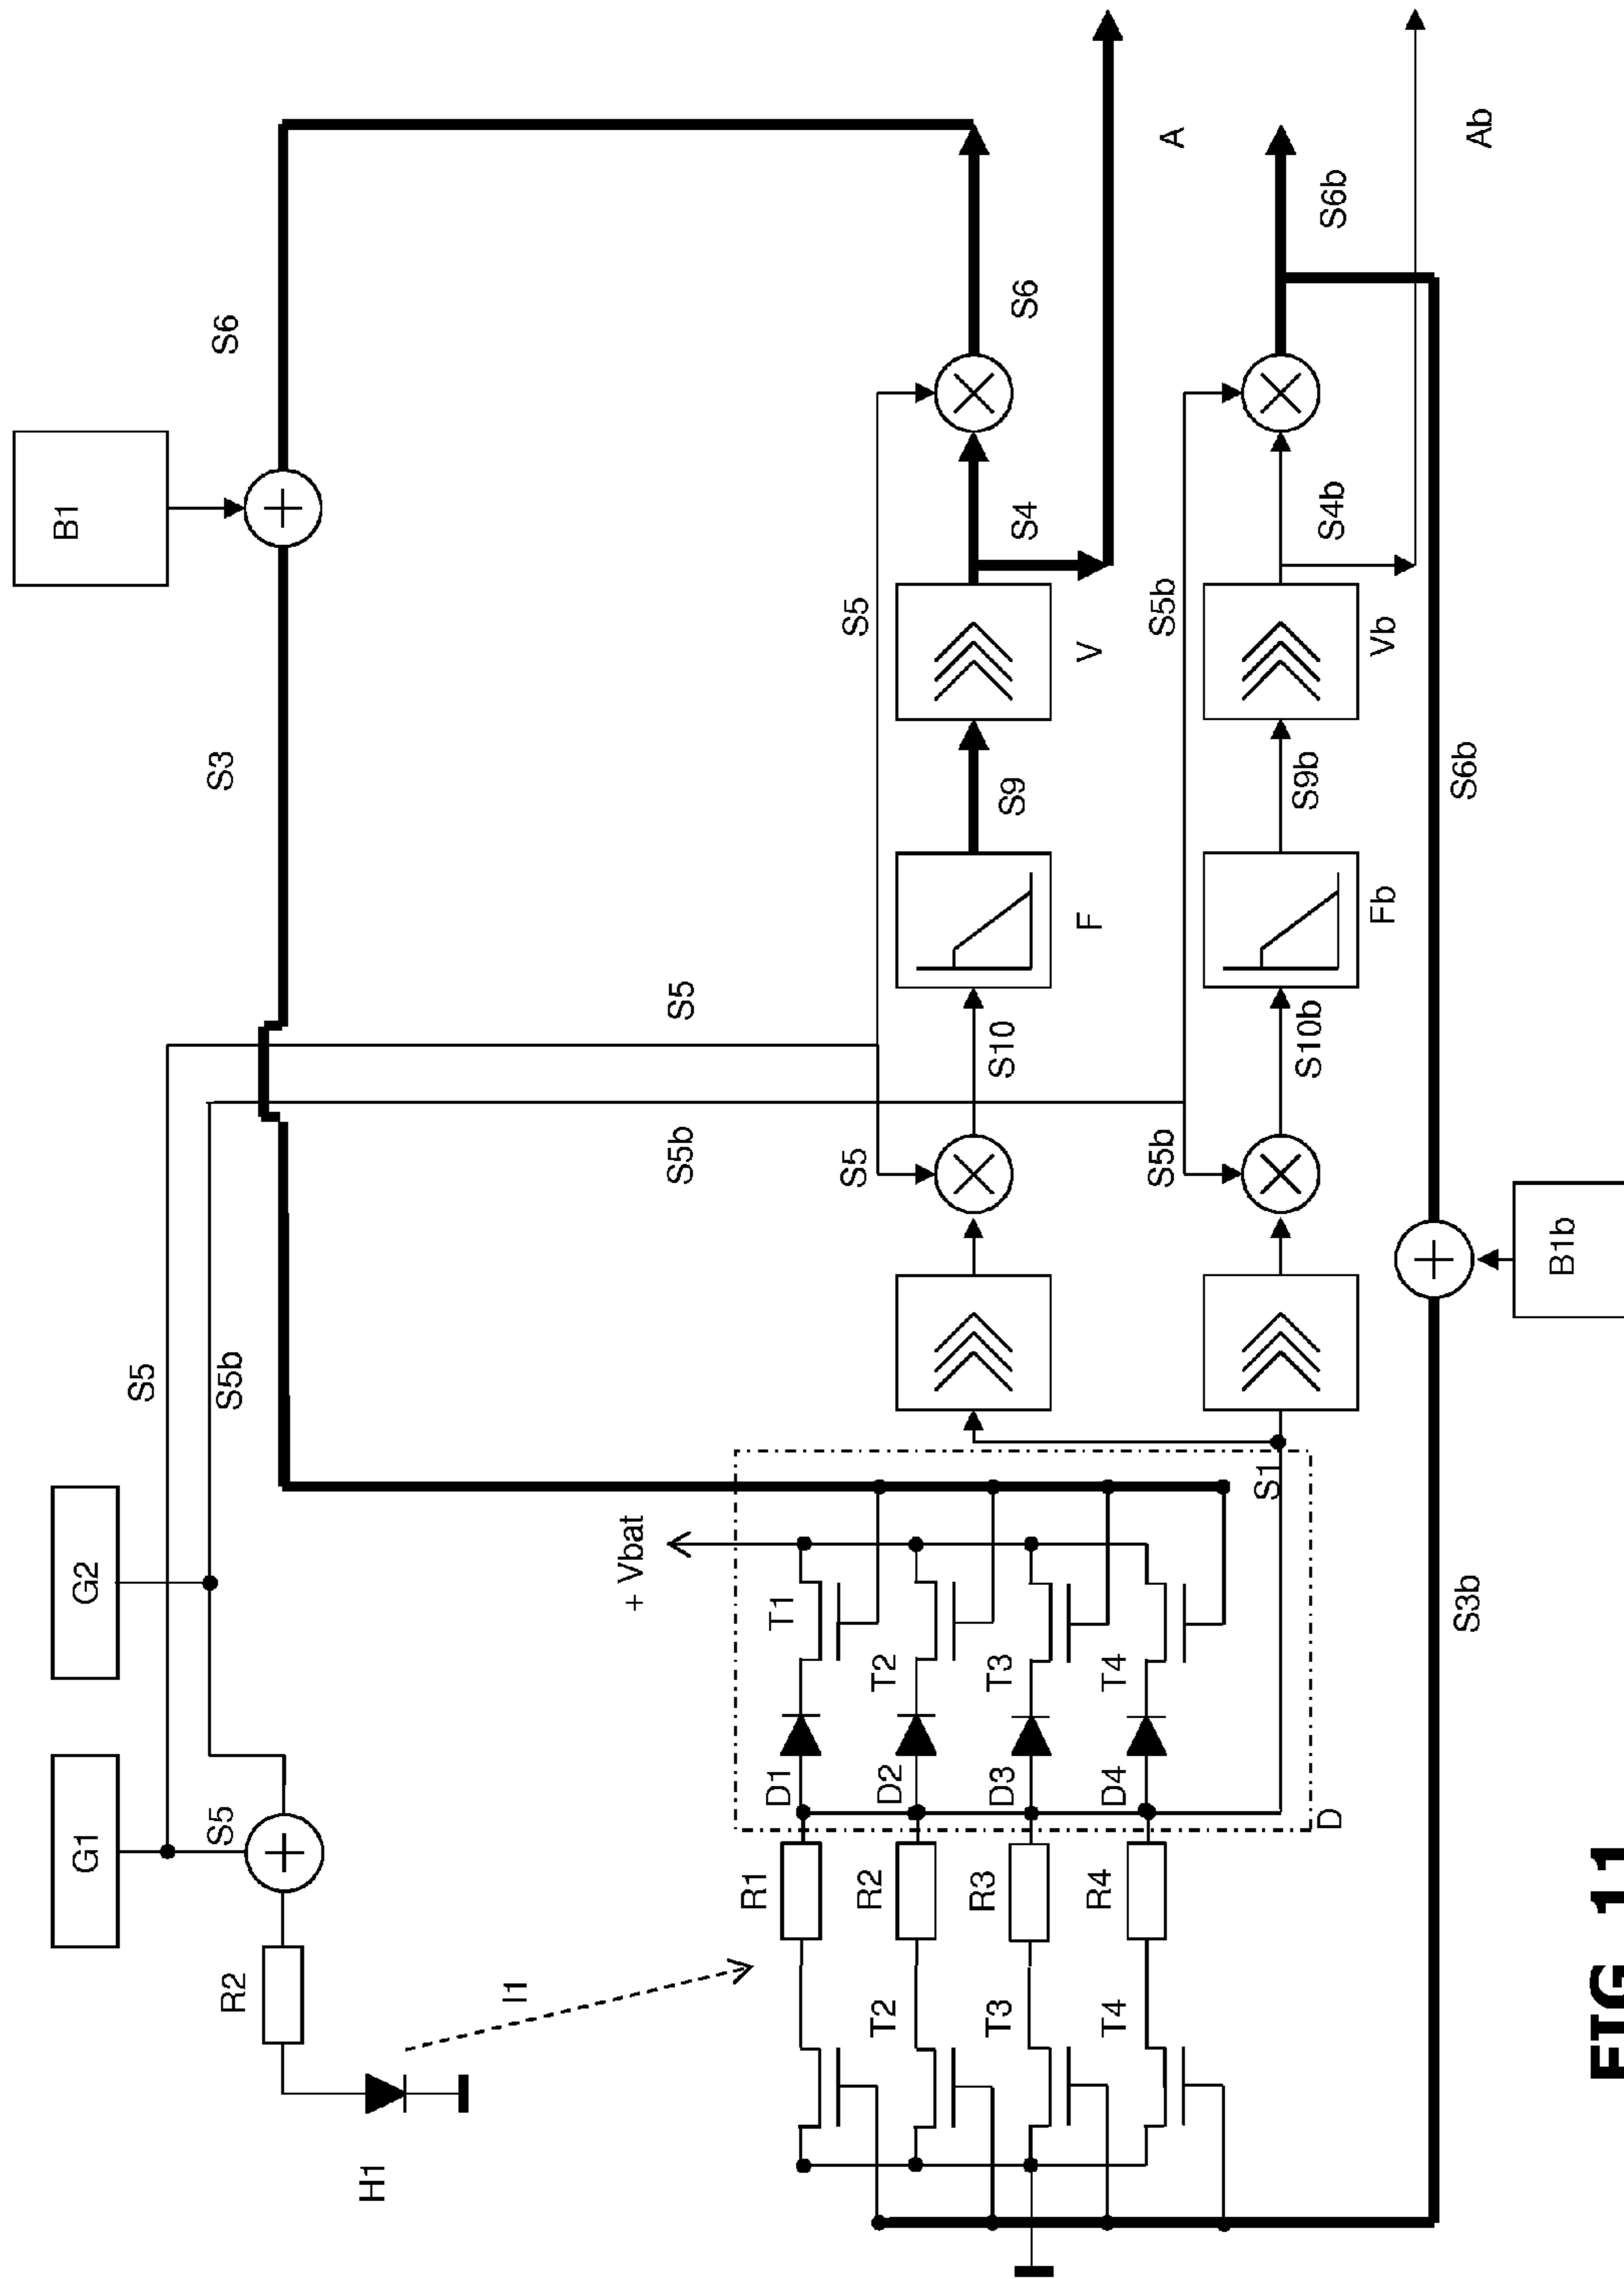 B1
S6
S3
S5
S5b
G2
G1
S5
R2
H1
I1
S5
S5b
A
S6
S4
S5
V
S9
F
S10
S5
Ab
S6b
S4b
S5b
Vb
S9b
Fb
S10b
S5b
S6b
B1b
S3b
+ Vbat
S1
T1
T2
T3
T4
D1
D2
D3
D4
D
R1
R2
R3
R4
T2
T3
T4
FIG 11